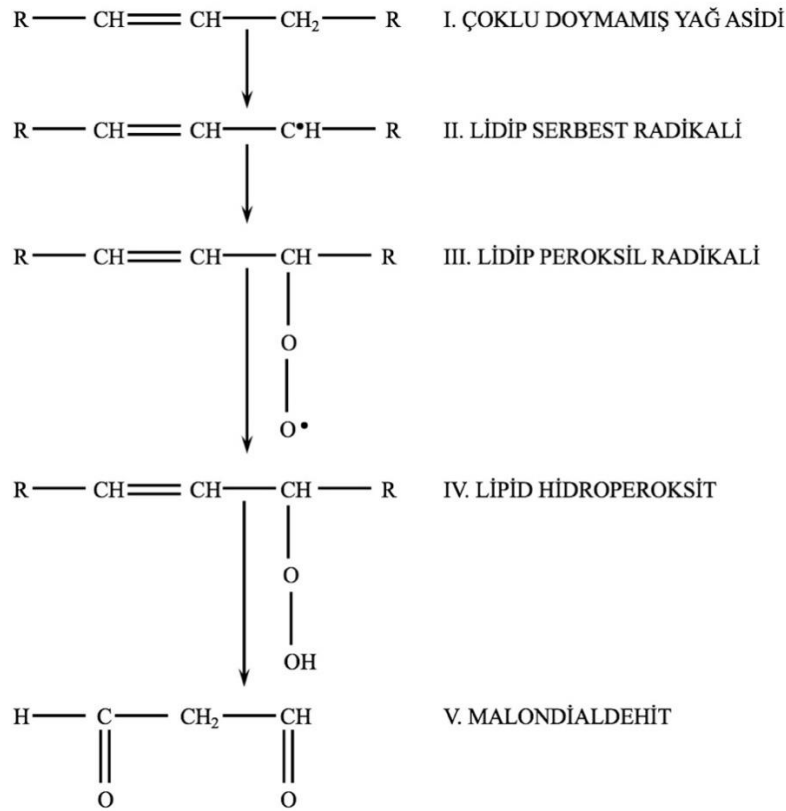 R CH CH CH₂ R I. ÇOKLU DOYMAMIŞ YAĞ ASİDİ
R CH CH C•H R II. LİDİP SERBEST RADİKALİ
R CH CH CH R III. LİDİP PEROKSİL RADİKALİ
O
O•
R CH CH CH R IV. LİPİD HİDROPEROKSİT
O
OH
H C CH₂ CH V. MALONDİALDEHİT
O O